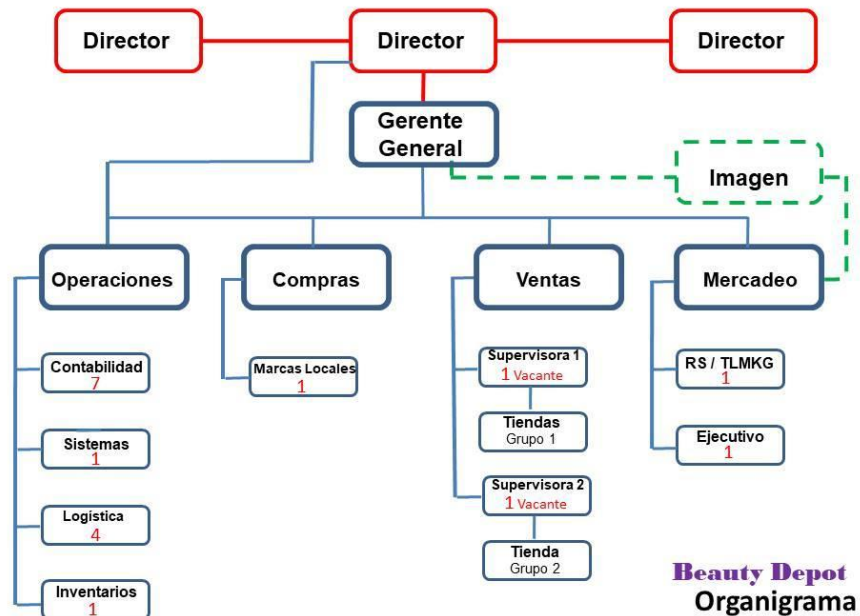 Director
Director
Director
Gerente
General
Imagen
Operaciones
Compras
Ventas
Mercadeo
Contabilidad
7
Sistemas
1
Logística
4
Inventarios
1
Marcas Locales
1
Supervisora 1
1 Vacante
Tiendas
Grupo 1
Supervisora 2
1 Vacante
Tienda
Grupo 2
RS / TLMKG
1
Ejecutivo
1
Beauty Depot
Organigrama